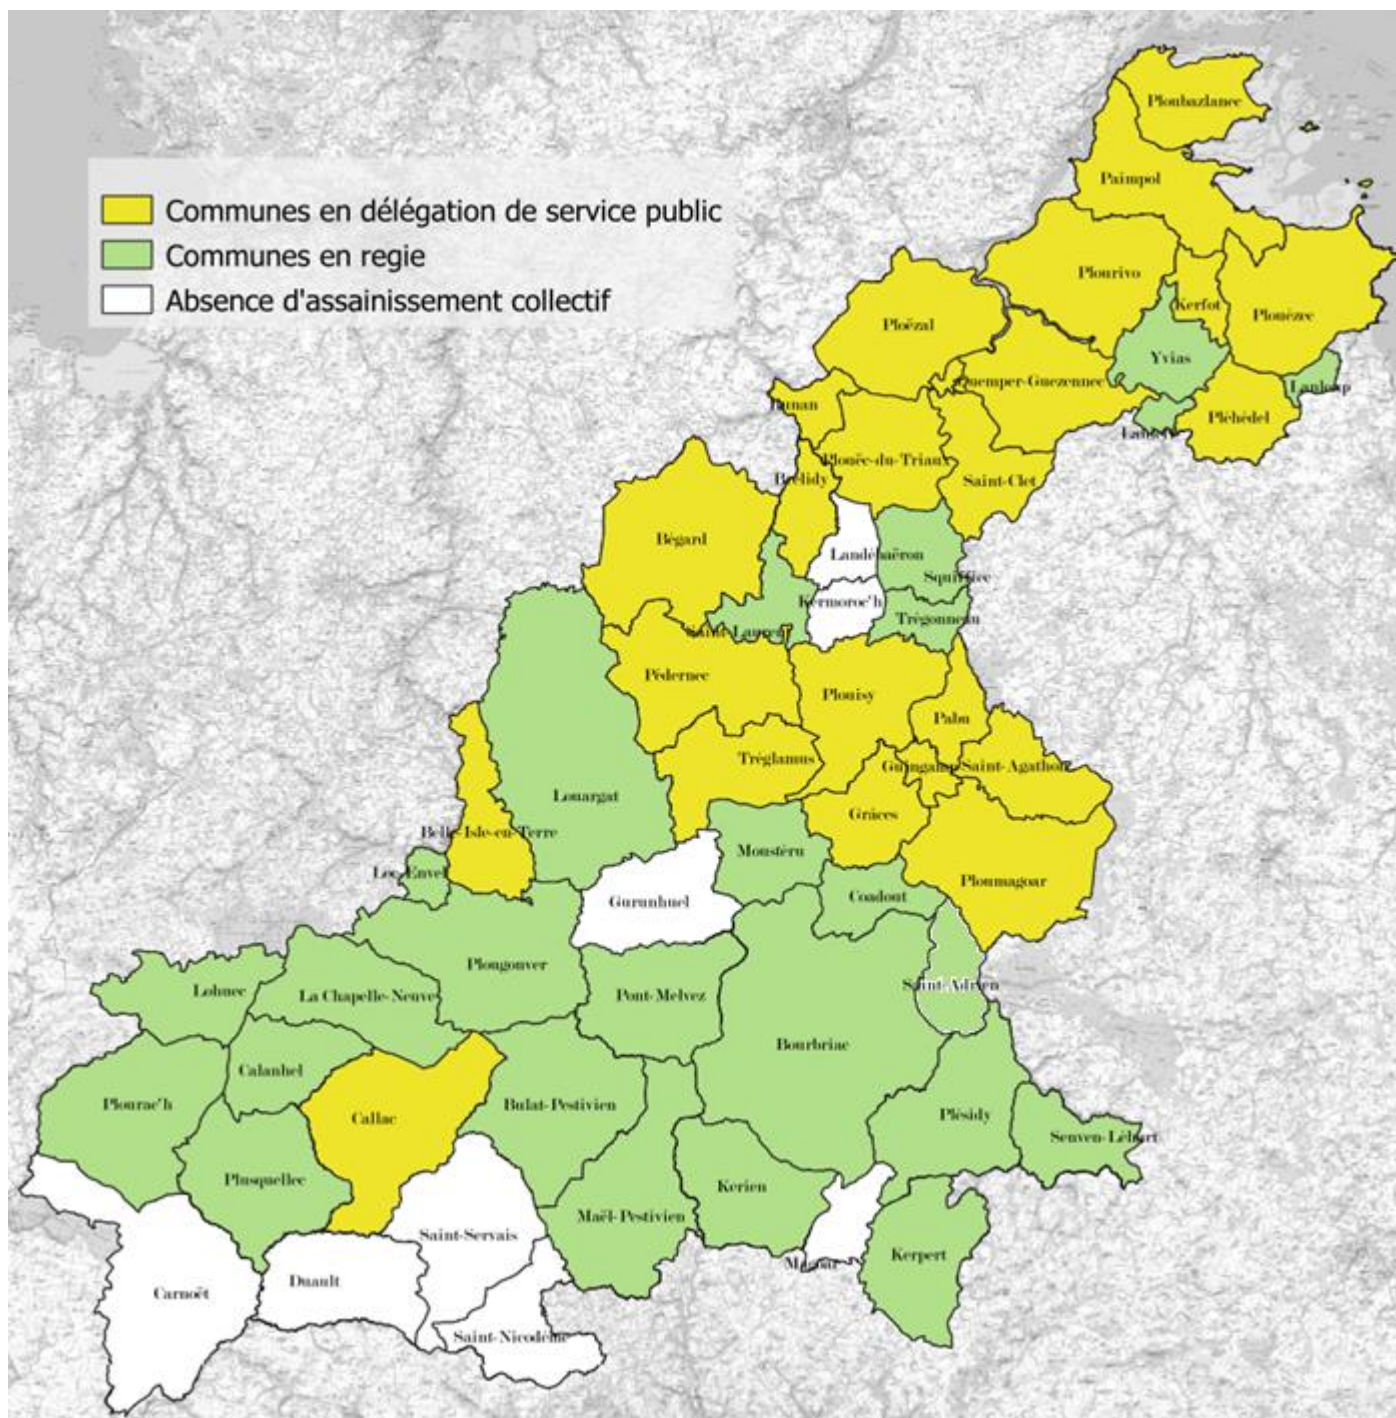 Ploubazlanec
Paimpol
Communes en délégation de service public
Communes en regie
Absence d'assainissement collectif
Plourivo
Kerfot
Plouëzec
Ploëzal
Yvias
Quemper-Guezennec
Lanloup
Runan
Pléhédel
Plouëc-du-Trieux
Brélidy
Saint-Clet
Bégard
Landébaëron
Squiffiec
Kermoroc'h
Trégonneau
Saint-Laurent
Pédernec
Plouisy
Pabu
Tréglamus
Guingamp
Saint-Agathon
Louargat
Grâces
Belle-Isle-en-Terre
Moustéru
Loc-Envel
Ploumagoar
Coadout
Gurunhuel
Plougonver
Saint-Adrien
Lohuec
La Chapelle-Neuve
Pont-Melvez
Bourbriac
Calanhel
Plourac'h
Callac
Bulat-Pestivien
Plésidy
Senven-Léhart
Plusquellec
Kerien
Maël-Pestivien
Saint-Servais
Kerpert
Magoar
Duault
Carnoët
Saint-Nicodème